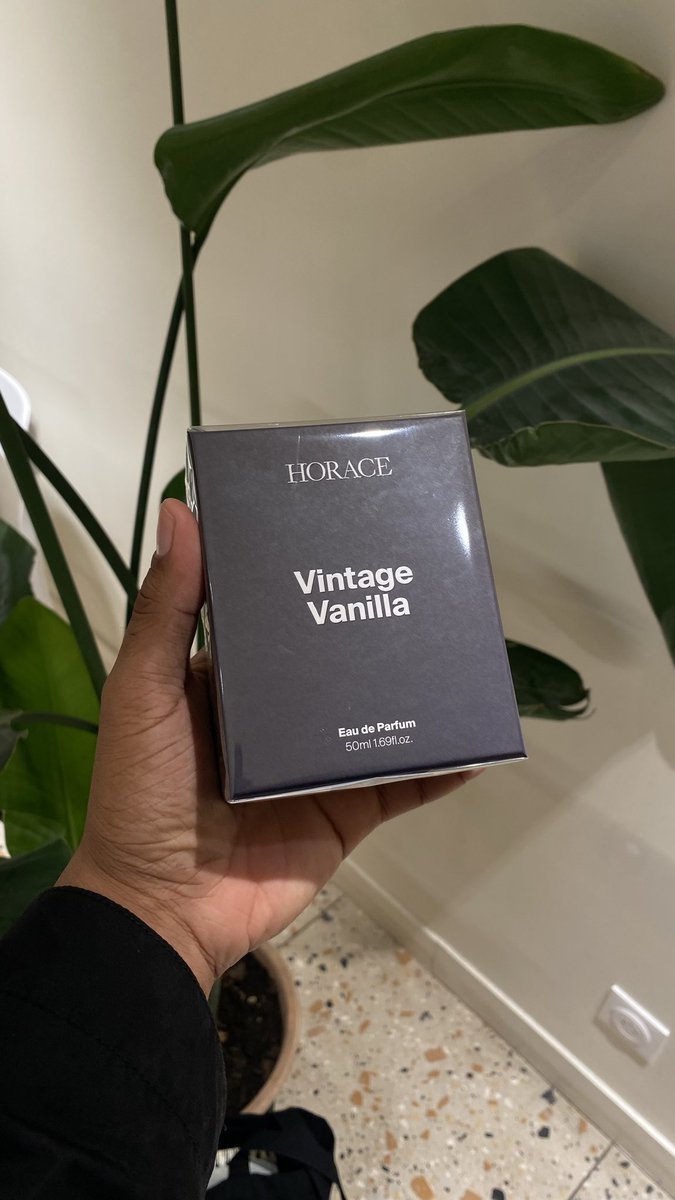 HORACE
Vintage
Vanilla
Eau de Parfum
50ml 1.69fl.oz.